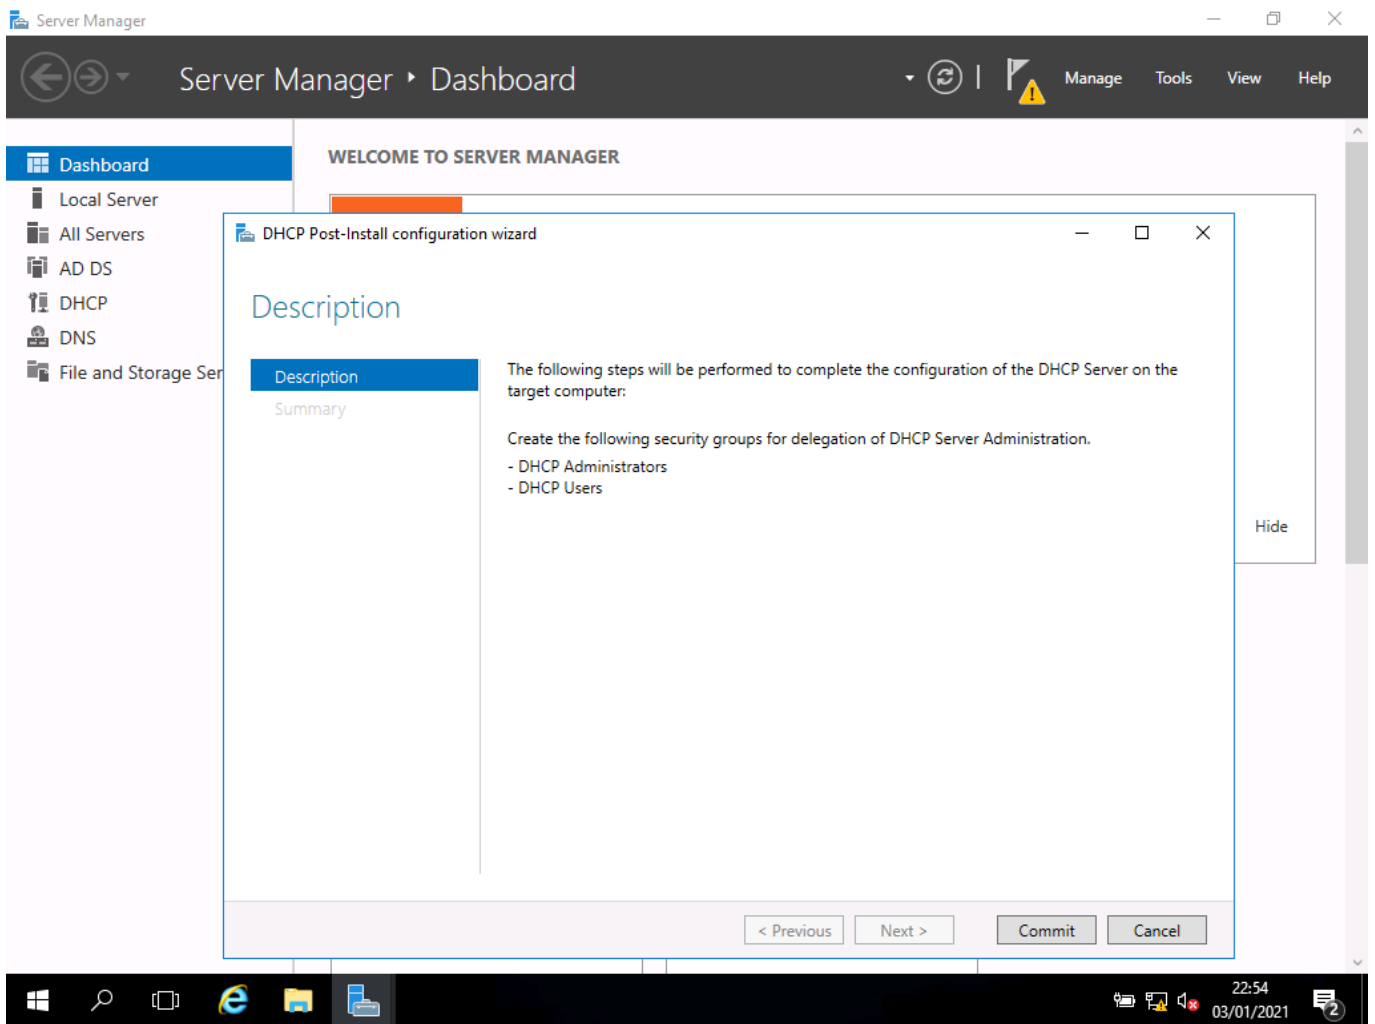 Server Manager
Server Manager ‣ Dashboard
Manage Tools View Help
Dashboard
Local Server
All Servers
AD DS
DHCP
DNS
File and Storage Ser
WELCOME TO SERVER MANAGER
DHCP Post-Install configuration wizard
Description
Description
Summary
The following steps will be performed to complete the configuration of the DHCP Server on the
target computer:
Create the following security groups for delegation of DHCP Server Administration.
- DHCP Administrators
- DHCP Users
Hide
< Previous Next > Commit Cancel
22:54
03/01/2021
2